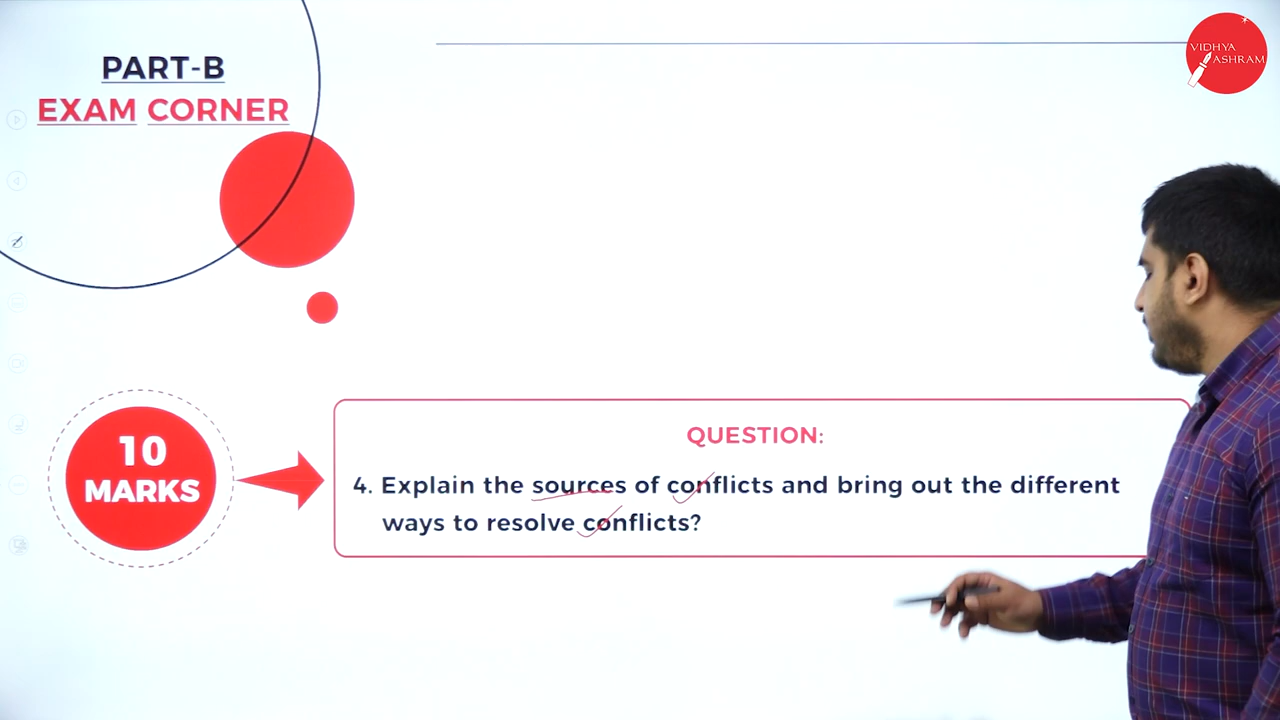 PART-B
EXAM CORNER
VIDHYA
ASHRAM
10
MARKS
QUESTION:
4. Explain the sources of conflicts and bring out the different
ways to resolve conflicts?